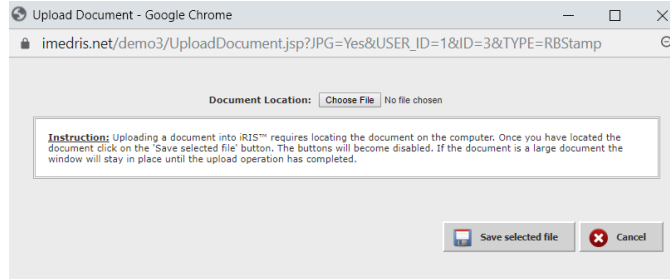 Upload Document - Google Chrome
imedris.net/demo3/UploadDocument.jsp?JPG=Yes&USER_ID=1&ID=3&TYPE=RBStamp
Document Location: Choose File No file chosen
Instruction: Uploading a document into iRIS™ requires locating the document on the computer. Once you have located the
document click on the 'Save selected file' button. The buttons will become disabled. If the document is a large document the
window will stay in place until the upload operation has completed.
Save selected file Cancel